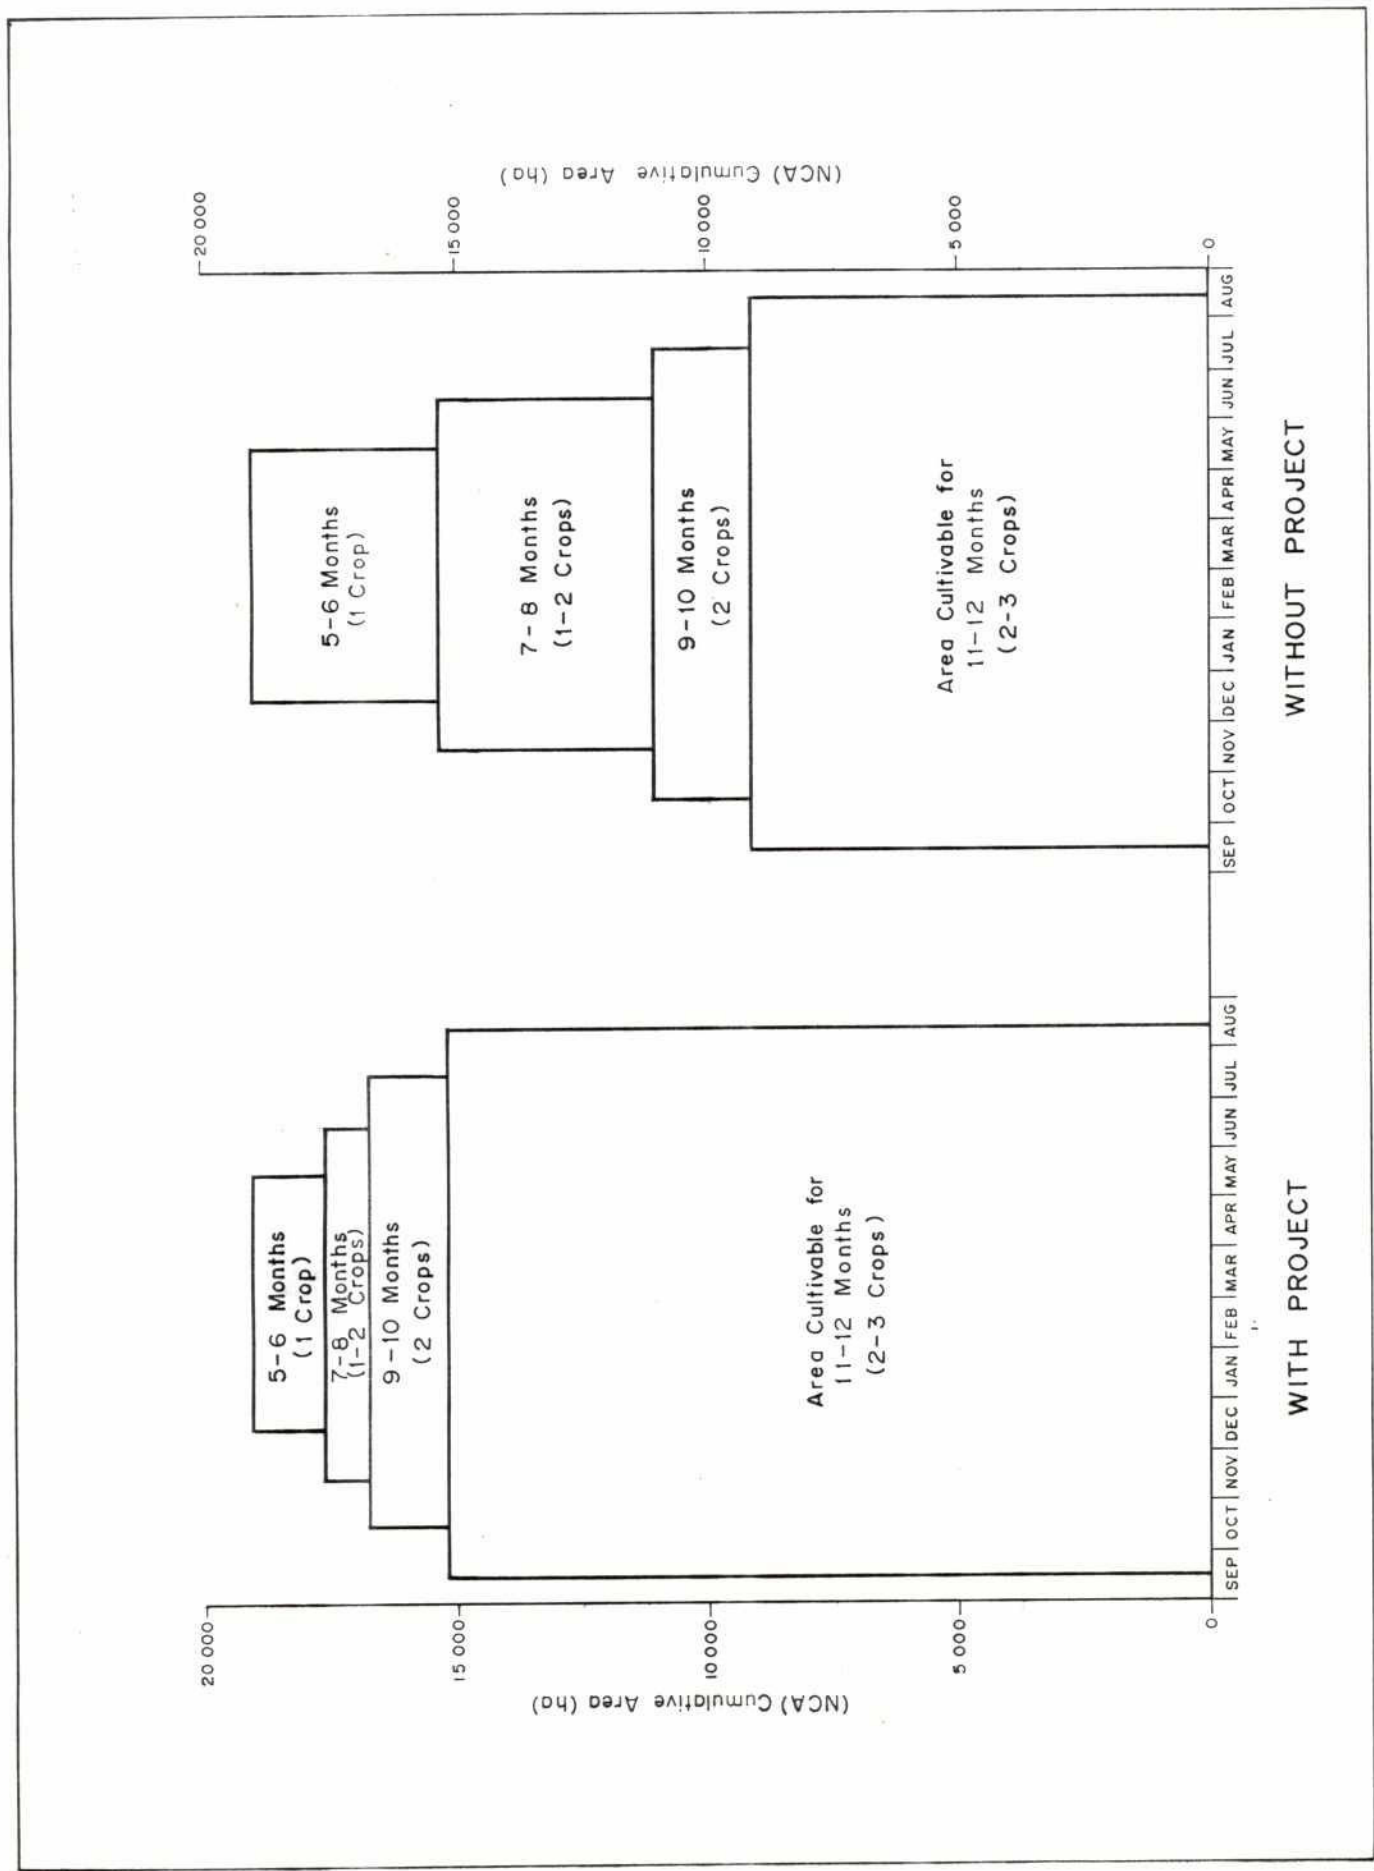 20 000
15 000
10 000
5 000
0
(NCA) Cumulative Area (ha)
5-6 Months
(1 Crop)
7-8 Months
(1-2 Crops)
9-10 Months
(2 Crops)
Area Cultivable for
11-12 Months
(2-3 Crops)
SEP OCT NOV DEC JAN FEB MAR APR MAY JUN JUL AUG
WITH PROJECT
5-6 Months
(1 Crop)
7-8 Months
(1-2 Crops)
9-10 Months
(2 Crops)
Area Cultivable for
11-12 Months
(2-3 Crops)
SEP OCT NOV DEC JAN FEB MAR APR MAY JUN JUL AUG
WITHOUT PROJECT
20 000
15 000
10 000
5 000
0
(NCA) Cumulative Area (ha)